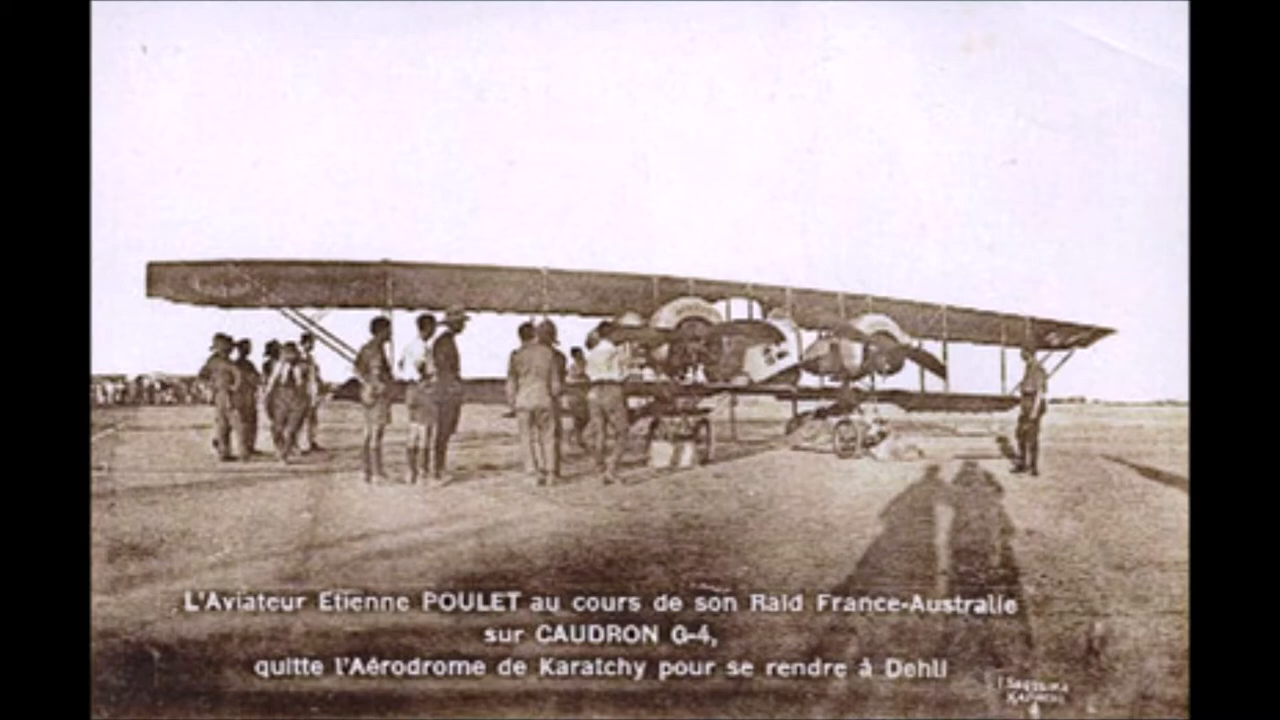 L'Aviateur Etienne POULET au cours de son Raid France-Australie
sur CAUDRON G-4,
quitte l'Aérodrome de Karatchy pour se rendre à Dehli